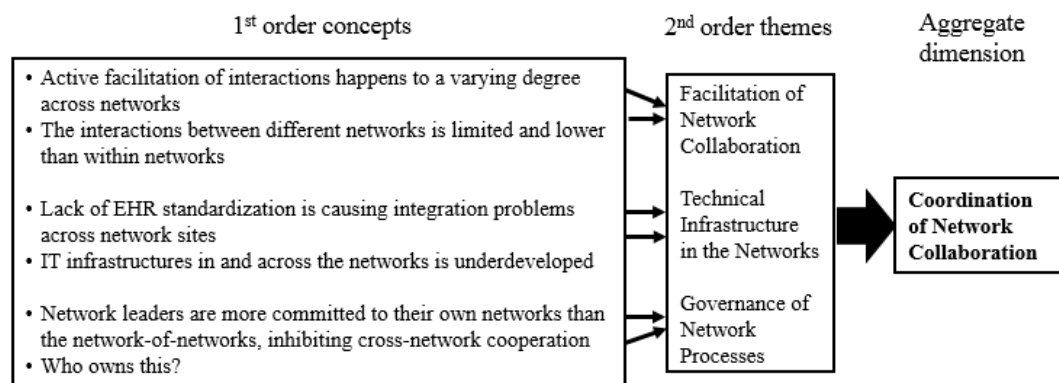 1st order concepts
2nd order themes
Aggregate
dimension
• Active facilitation of interactions happens to a varying degree
across networks
• The interactions between different networks is limited and lower
than within networks
• Lack of EHR standardization is causing integration problems
across network sites
• IT infrastructures in and across the networks is underdeveloped
• Network leaders are more committed to their own networks than
the network-of-networks, inhibiting cross-network cooperation
• Who owns this?
Facilitation of
Network
Collaboration
Technical
Infrastructure
in the Networks
Governance of
Network
Processes
Coordination
of Network
Collaboration